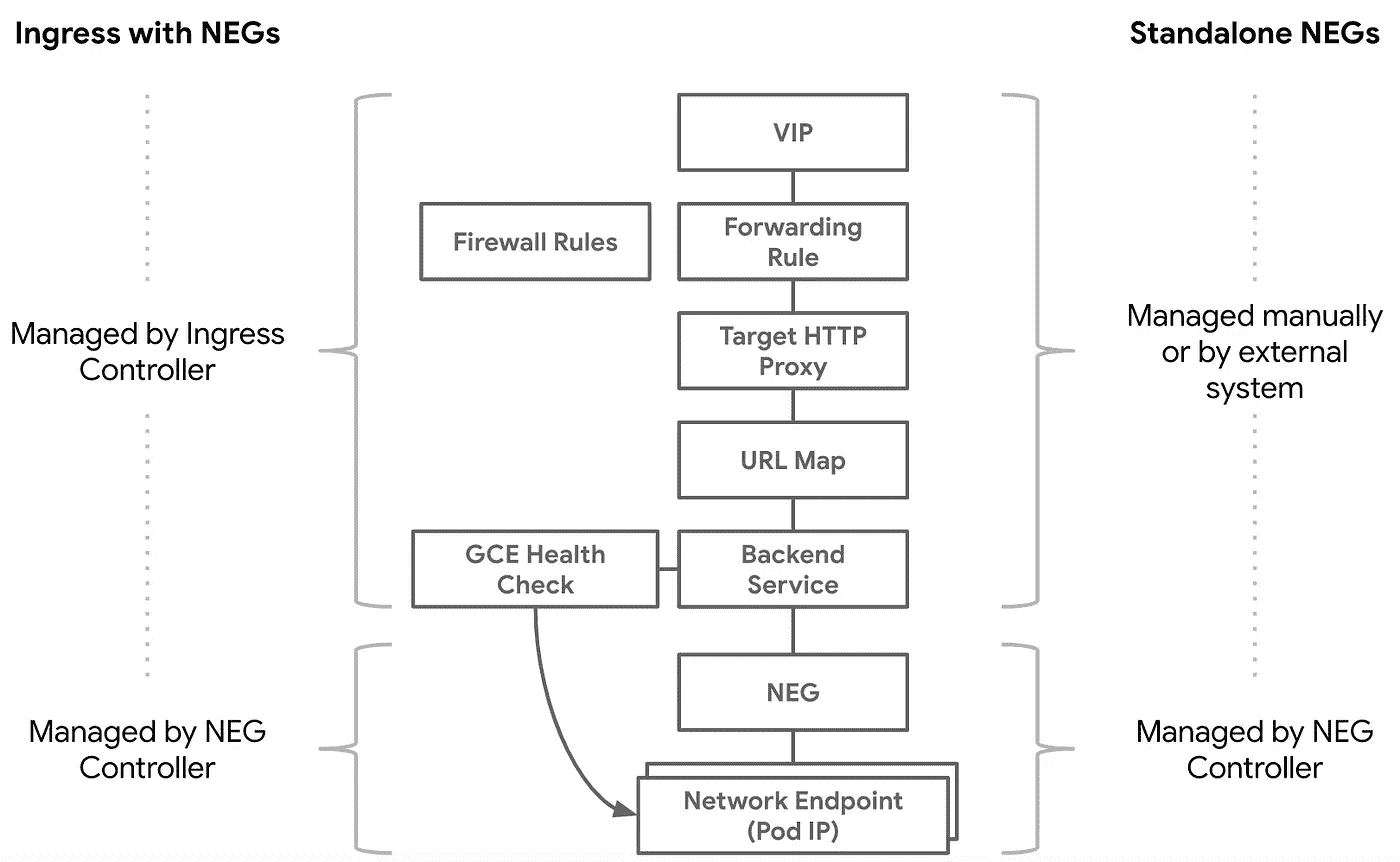 Ingress with NEGs
Standalone NEGs
VIP
Firewall Rules
Forwarding
Rule
Managed by Ingress
Controller
Target HTTP
Proxy
Managed manually
or by external
system
URL Map
GCE Health
Check
Backend
Service
NEG
Managed by NEG
Controller
Managed by NEG
Controller
Network Endpoint
(Pod IP)